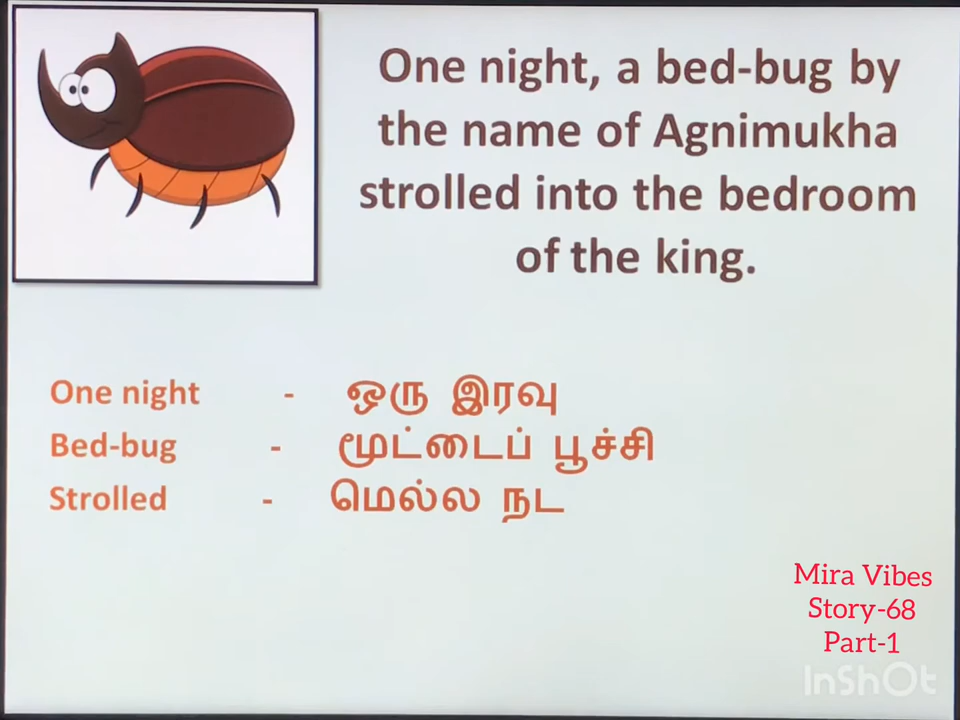 One night, a bed-bug by
the name of Agnimukha
strolled into the bedroom
of the king.
One night - ஒரு இரவு
Bed-bug - மூட்டைப் பூச்சி
Strolled - மெல்ல நட
Mira Vibes
Story-68
Part-1
InShOt